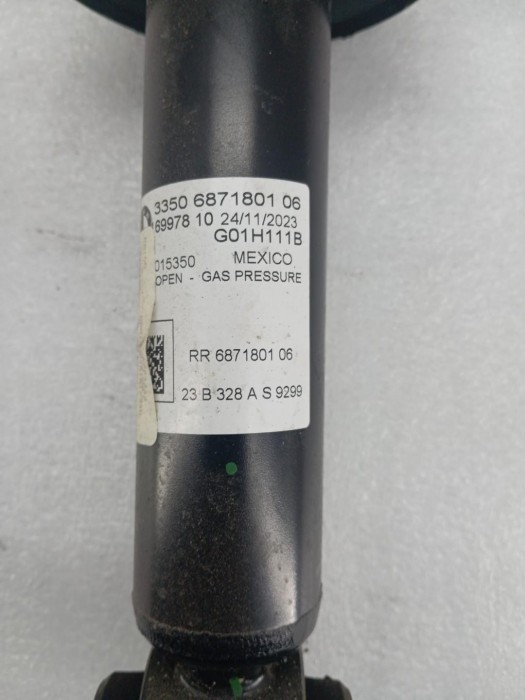 3350 6871801 06
69978 10 24/11/2023
G01H111B
015350 MEXICO
OPEN - GAS PRESSURE
RR 6871801 06
23 B 328 A S 9299